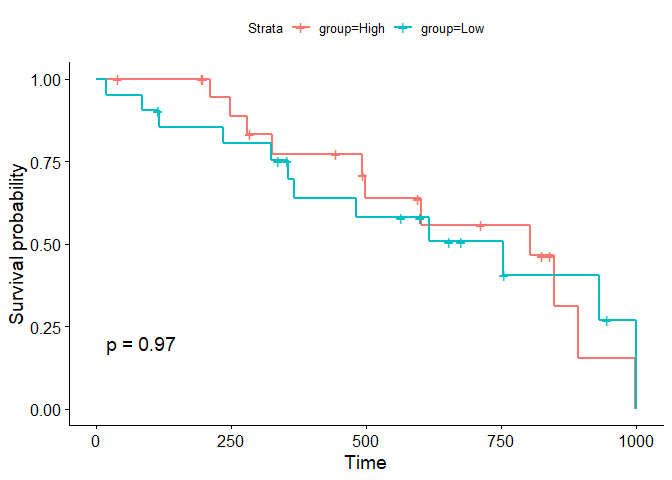 Strata group=High group=Low
1.00
0.75
0.50
0.25
0.00
Survival probability
p = 0.97
0 250 500 750 1000
Time